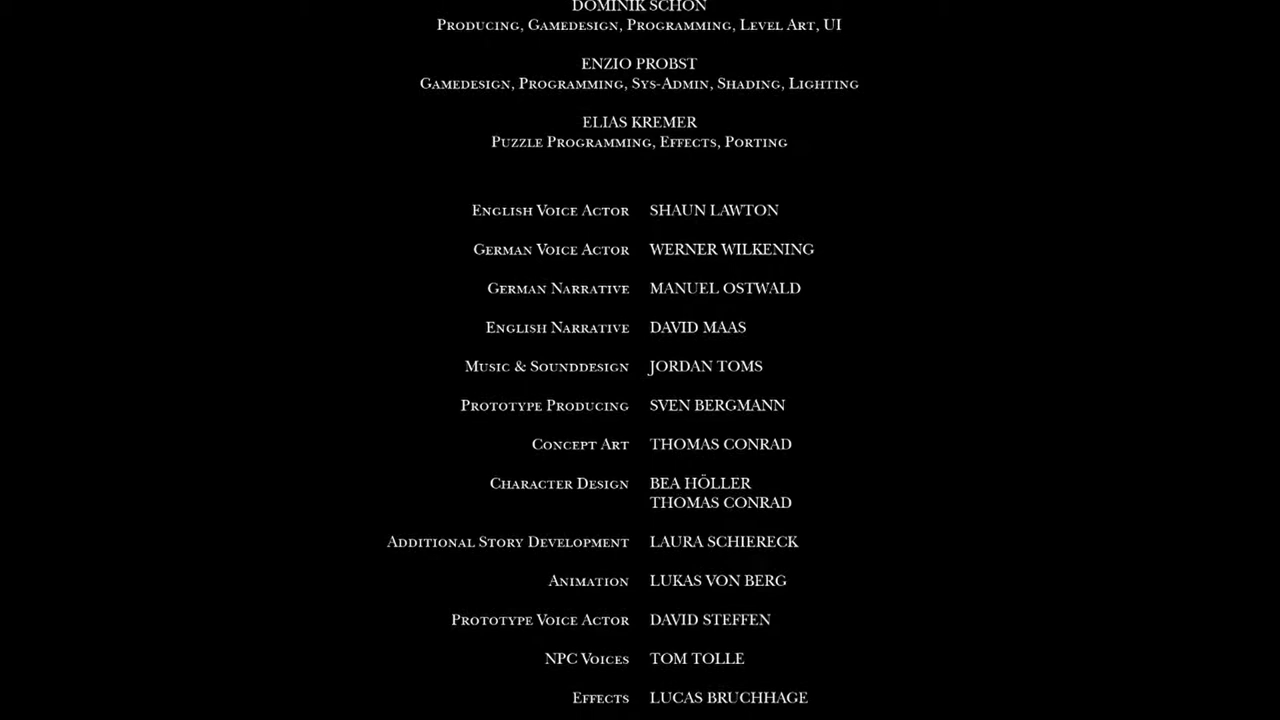 DOMINIK SCHÖN
PRODUCING, GAMEDESIGN, PROGRAMMING, LEVEL ART, UI
ENZIO PROBST
GAMEDESIGN, PROGRAMMING, SYS-ADMIN, SHADING, LIGHTING
ELIAS KREMER
PUZZLE PROGRAMMING, EFFECTS, PORTING
ENGLISH VOICE ACTOR SHAUN LAWTON
GERMAN VOICE ACTOR WERNER WILKENING
GERMAN NARRATIVE MANUEL OSTWALD
ENGLISH NARRATIVE DAVID MAAS
MUSIC & SOUNDDESIGN JORDAN TOMS
PROTOTYPE PRODUCING SVEN BERGMANN
CONCEPT ART THOMAS CONRAD
CHARACTER DESIGN BEA HÖLLER
THOMAS CONRAD
ADDITIONAL STORY DEVELOPMENT LAURA SCHIERECK
ANIMATION LUKAS VON BERG
PROTOTYPE VOICE ACTOR DAVID STEFFEN
NPC VOICES TOM TOLLE
EFFECTS LUCAS BRUCHHAGE